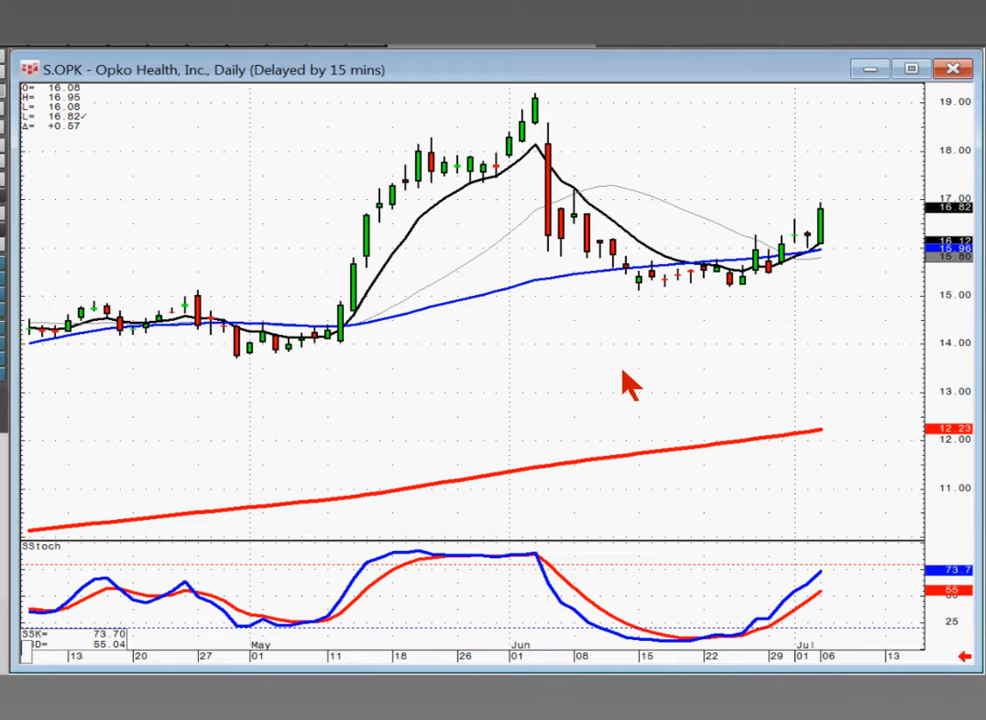 S.OPK - Opko Health, Inc., Daily (Delayed by 15 mins)
O= 16.08
H= 16.95
L= 16.08
L= 16.82✓
Δ= +0.57
19.00
18.00
17.00
16.82
16.12
15.96
15.80
15.00
14.00
13.00
12.23
12.00
11.00
SStoch
73.7
55
25
SSK= 73.70
D= 55.04
May Jun Jul
13 20 27 01 11 18 26 01 08 15 22 29 01 06 13